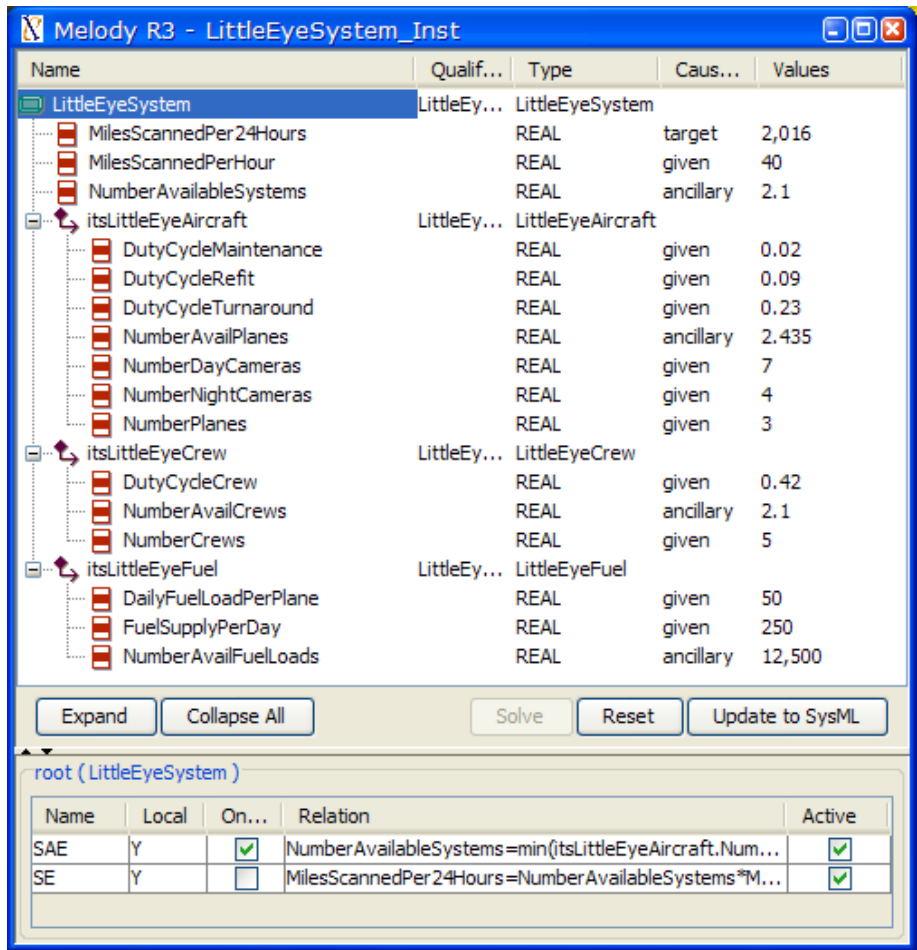 Melody R3 - LittleEyeSystem_Inst
Name Qualif... Type Caus... Values
LittleEyeSystem LittleEy... LittleEyeSystem
MilesScannedPer24Hours REAL target 2,016
MilesScannedPerHour REAL given 40
NumberAvailableSystems REAL ancillary 2.1
itsLittleEyeAircraft LittleEy... LittleEyeAircraft
DutyCycleMaintenance REAL given 0.02
DutyCycleRefit REAL given 0.09
DutyCycleTurnaround REAL given 0.23
NumberAvailPlanes REAL ancillary 2.435
NumberDayCameras REAL given 7
NumberNightCameras REAL given 4
NumberPlanes REAL given 3
itsLittleEyeCrew LittleEy... LittleEyeCrew
DutyCycleCrew REAL given 0.42
NumberAvailCrews REAL ancillary 2.1
NumberCrews REAL given 5
itsLittleEyeFuel LittleEy... LittleEyeFuel
DailyFuelLoadPerPlane REAL given 50
FuelSupplyPerDay REAL given 250
NumberAvailFuelLoads REAL ancillary 12,500
Expand Collapse All Solve Reset Update to SysML
root ( LittleEyeSystem )
Name Local On... Relation Active
SAE Y NumberAvailableSystems=min(itsLittleEyeAircraft.Num...
SE Y MilesScannedPer24Hours=NumberAvailableSystems*M...